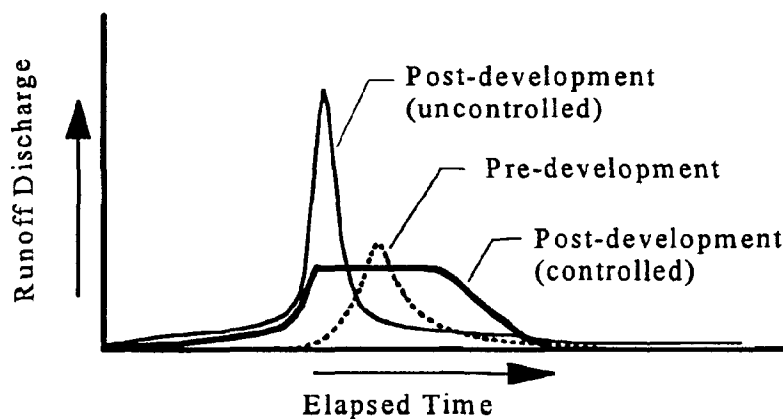 Post-development
(uncontrolled)
Pre-development
Post-development
(controlled)
Runoff Discharge
Elapsed Time